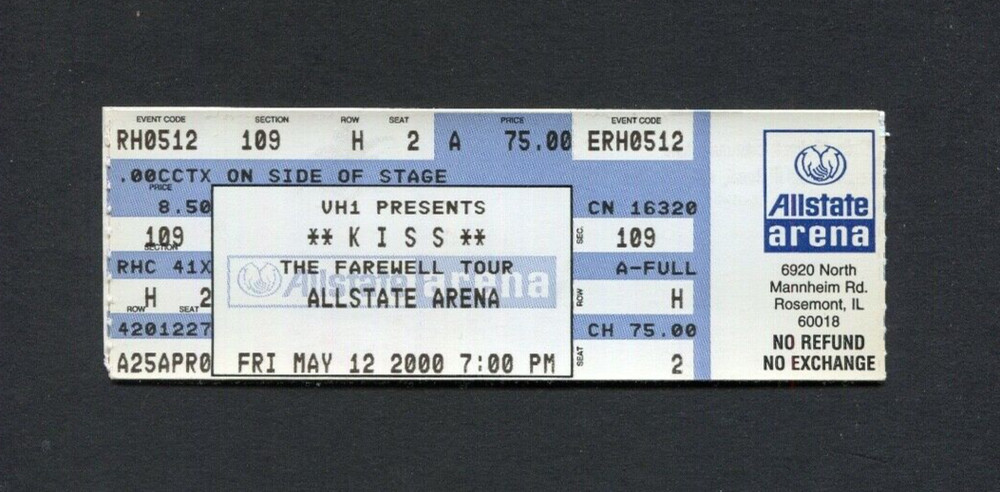 EVENT CODE SECTION ROW SEAT PRICE EVENT CODE
RH0512 109 H 2 A 75.00 ERH0512
.00CCTX ON SIDE OF STAGE
PRICE
8.50 VH1 PRESENTS CN 16320
109 ** K I S S ** SEC. 109
SECTION
RHC 41X THE FAREWELL TOUR A-FULL
Allstate arena
H 2 ALLSTATE ARENA ROW H
ROW SEAT
4201227 CH 75.00
A25APR0 FRI MAY 12 2000 7:00 PM SEAT 2
Allstate
arena
6920 North
Mannheim Rd.
Rosemont, IL
60018
NO REFUND
NO EXCHANGE